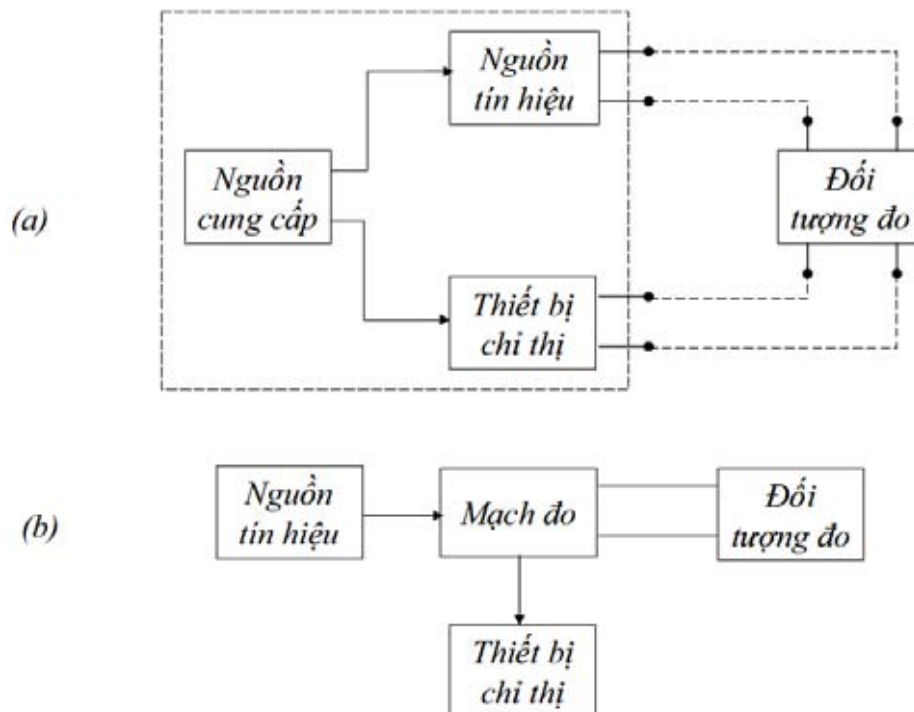 Nguồn
tín hiệu
Nguồn
cung cấp
Đối
tượng đo
(a)
Thiết bị
chỉ thị
Nguồn
tín hiệu
Mạch đo
Đối
tượng đo
(b)
Thiết bị
chỉ thị